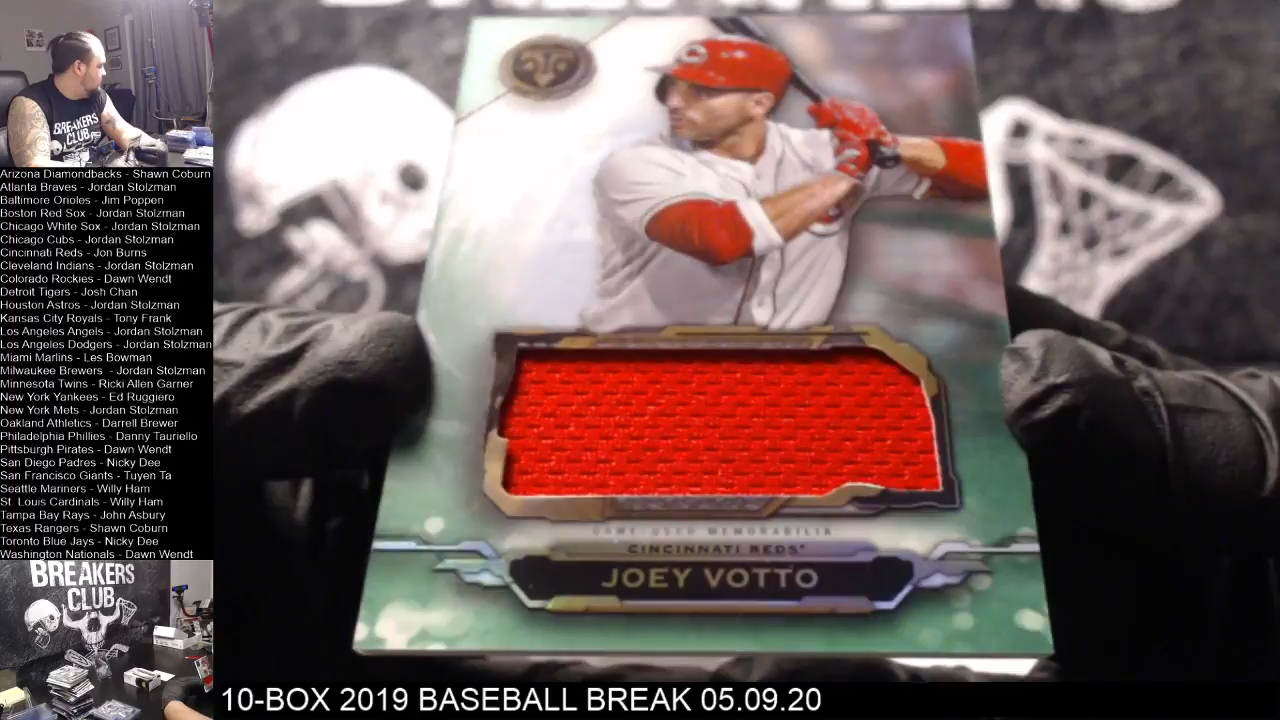 BREAKERS
CLUB
Arizona Diamondbacks - Shawn Coburn
Atlanta Braves - Jordan Stolzman
Baltimore Orioles - Jim Poppen
Boston Red Sox - Jordan Stolzman
Chicago White Sox - Jordan Stolzman
Chicago Cubs - Jordan Stolzman
Cincinnati Reds - Jon Burns
Cleveland Indians - Jordan Stolzman
Colorado Rockies - Dawn Wendt
Detroit Tigers - Josh Chan
Houston Astros - Jordan Stolzman
Kansas City Royals - Tony Frank
Los Angeles Angels - Jordan Stolzman
Los Angeles Dodgers - Jordan Stolzman
Miami Marlins - Les Bowman
Milwaukee Brewers - Jordan Stolzman
Minnesota Twins - Ricki Allen Garner
New York Yankees - Ed Ruggiero
New York Mets - Jordan Stolzman
Oakland Athletics - Darrell Brewer
Philadelphia Phillies - Danny Tauriello
Pittsburgh Pirates - Dawn Wendt
San Diego Padres - Nicky Dee
San Francisco Giants - Tuyen Ta
Seattle Mariners - Willy Ham
St. Louis Cardinals - Willy Ham
Tampa Bay Rays - John Asbury
Texas Rangers - Shawn Coburn
Toronto Blue Jays - Nicky Dee
Washington Nationals - Dawn Wendt
BREAKERS
CLUB
C
GAME-USED MEMORABILIA
CINCINNATI REDS
JOEY VOTTO
10-BOX 2019 BASEBALL BREAK 05.09.20